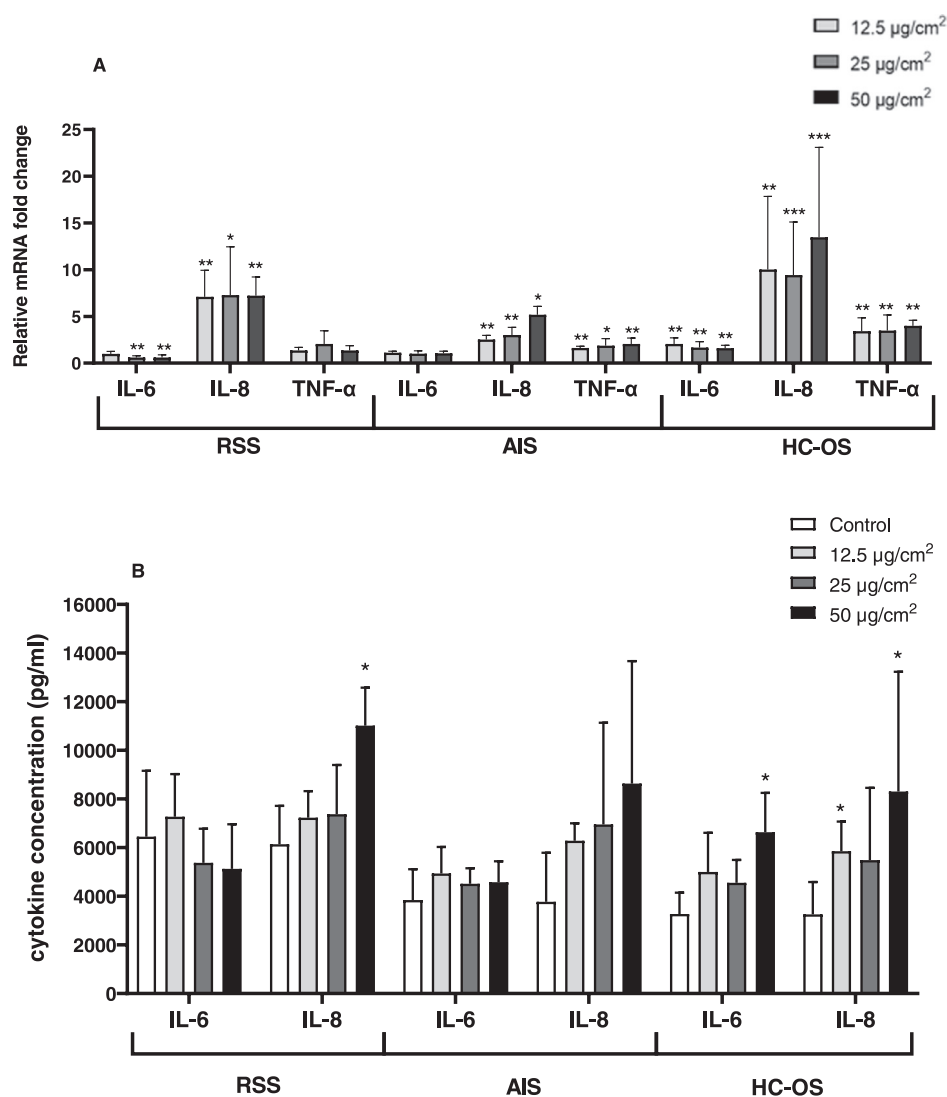 12.5 µg/cm²
25 µg/cm²
50 µg/cm²
A
Relative mRNA fold change
25
20
15
10
5
0
** ** ** * ** ** ** * ** * ** ** ** ** ** *** *** ** ** **
IL-6 IL-8 TNF-α IL-6 IL-8 TNF-α IL-6 IL-8 TNF-α
RSS AIS HC-OS
Control
12.5 µg/cm²
25 µg/cm²
50 µg/cm²
B
cytokine concentration (pg/ml)
16000
14000
12000
10000
8000
6000
4000
2000
0
* * * *
IL-6 IL-8 IL-6 IL-8 IL-6 IL-8
RSS AIS HC-OS